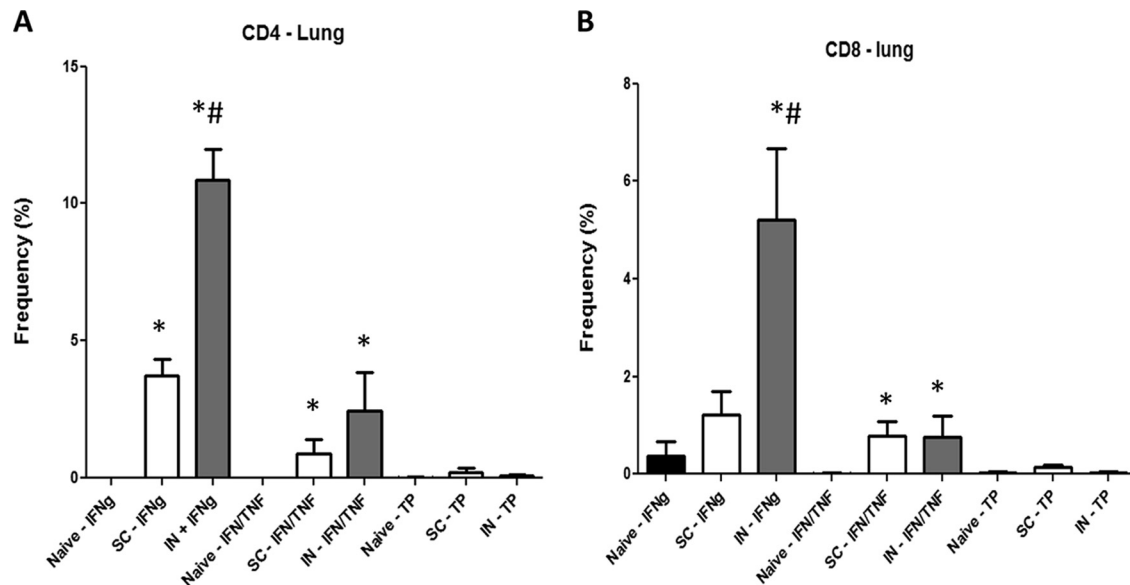 A
CD4 - Lung
Frequency (%)
15
10
5
0
*
*#
*
*
Naive - IFNg
SC - IFNg
IN + IFNg
Naive - IFN/TNF
SC - IFN/TNF
IN - IFN/TNF
Naive - TP
SC - TP
IN - TP
B
CD8 - lung
Frequency (%)
8
6
4
2
0
*#
*
*
Naive - IFNg
SC - IFNg
IN - IFNg
Naive - IFN/TNF
SC - IFN/TNF
IN - IFN/TNF
Naive - TP
SC - TP
IN - TP